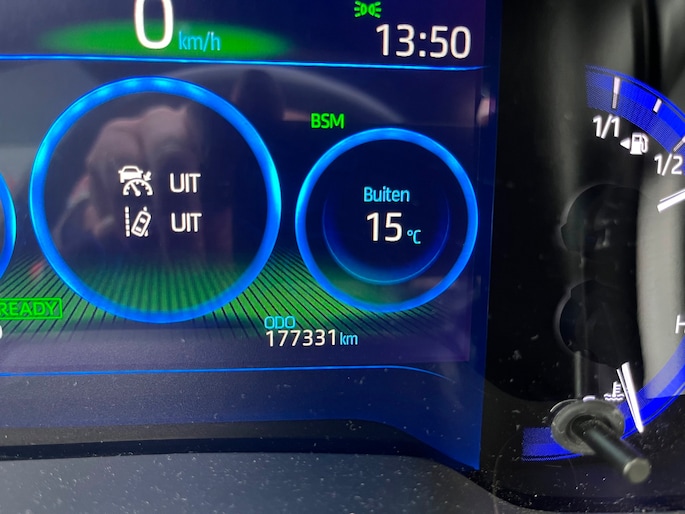 0 km/h
13:50
BSM
UIT
UIT
Buiten
15 °C
READY
ODO
177331 km
1/1
1/2
H